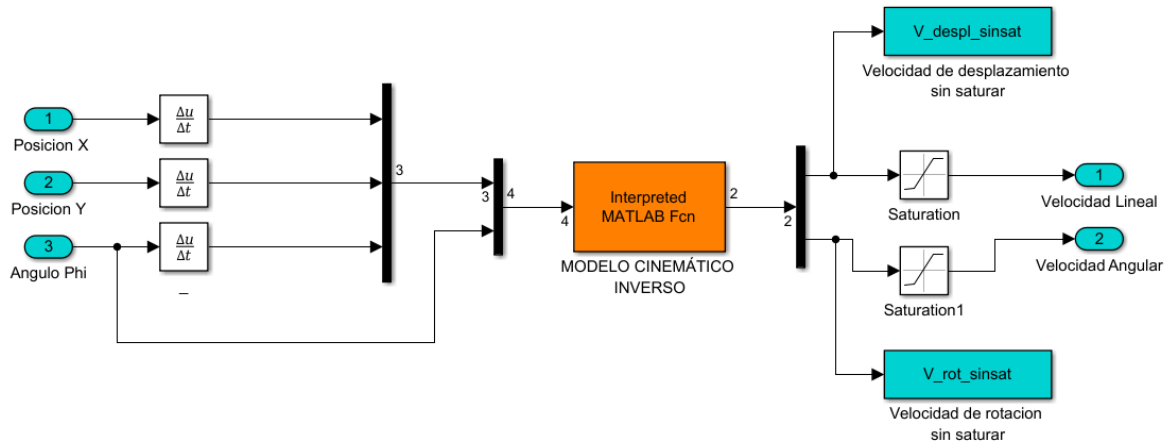 1
Posicion X
Δu
Δt
2
Posicion Y
Δu
Δt
3
Angulo Phi
Δu
Δt
_
3
3
4
4
Interpreted
MATLAB Fcn
MODELO CINEMÁTICO
INVERSO
2
2
V_despl_sinsat
Velocidad de desplazamiento
sin saturar
Saturation
1
Velocidad Lineal
Saturation1
2
Velocidad Angular
V_rot_sinsat
Velocidad de rotacion
sin saturar